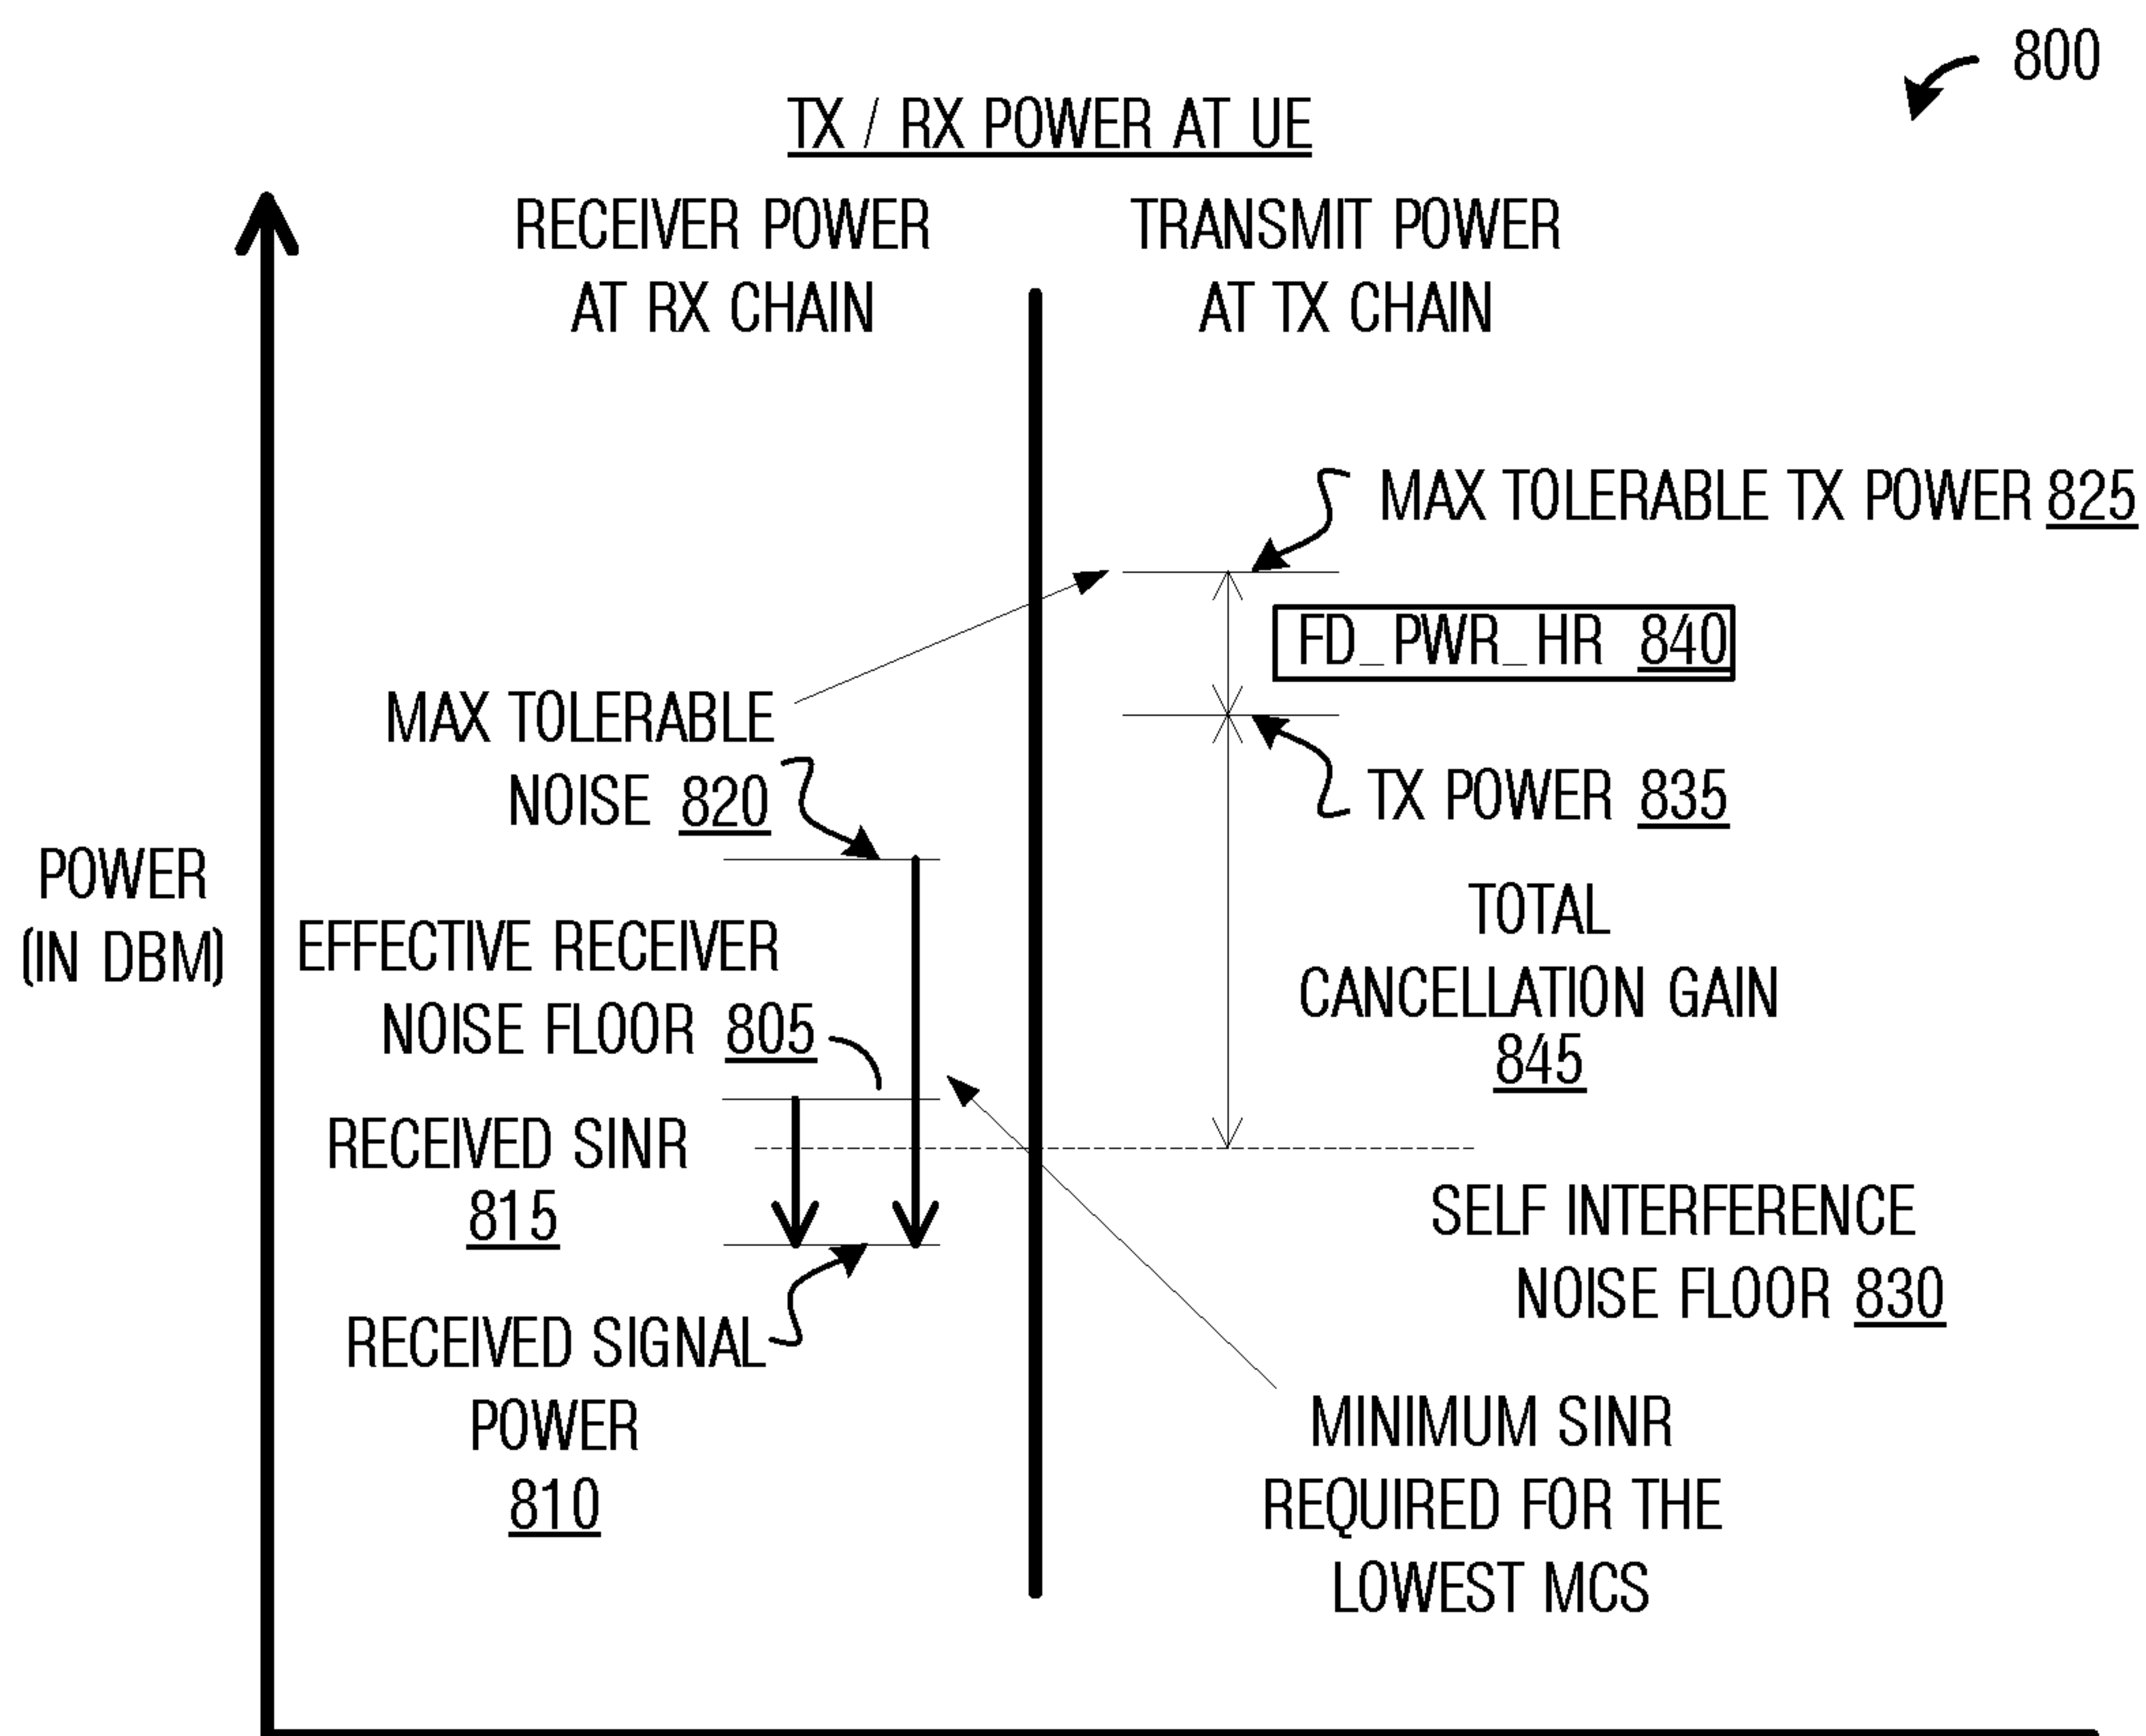 800
TX / RX POWER AT UE
RECEIVER POWER
AT RX CHAIN
TRANSMIT POWER
AT TX CHAIN
MAX TOLERABLE TX POWER 825
FD_PWR_HR 840
MAX TOLERABLE
NOISE 820
TX POWER 835
POWER
(IN DBM)
EFFECTIVE RECEIVER
NOISE FLOOR 805
TOTAL
CANCELLATION GAIN
845
RECEIVED SINR
815
SELF INTERFERENCE
NOISE FLOOR 830
RECEIVED SIGNAL
POWER
810
MINIMUM SINR
REQUIRED FOR THE
LOWEST MCS